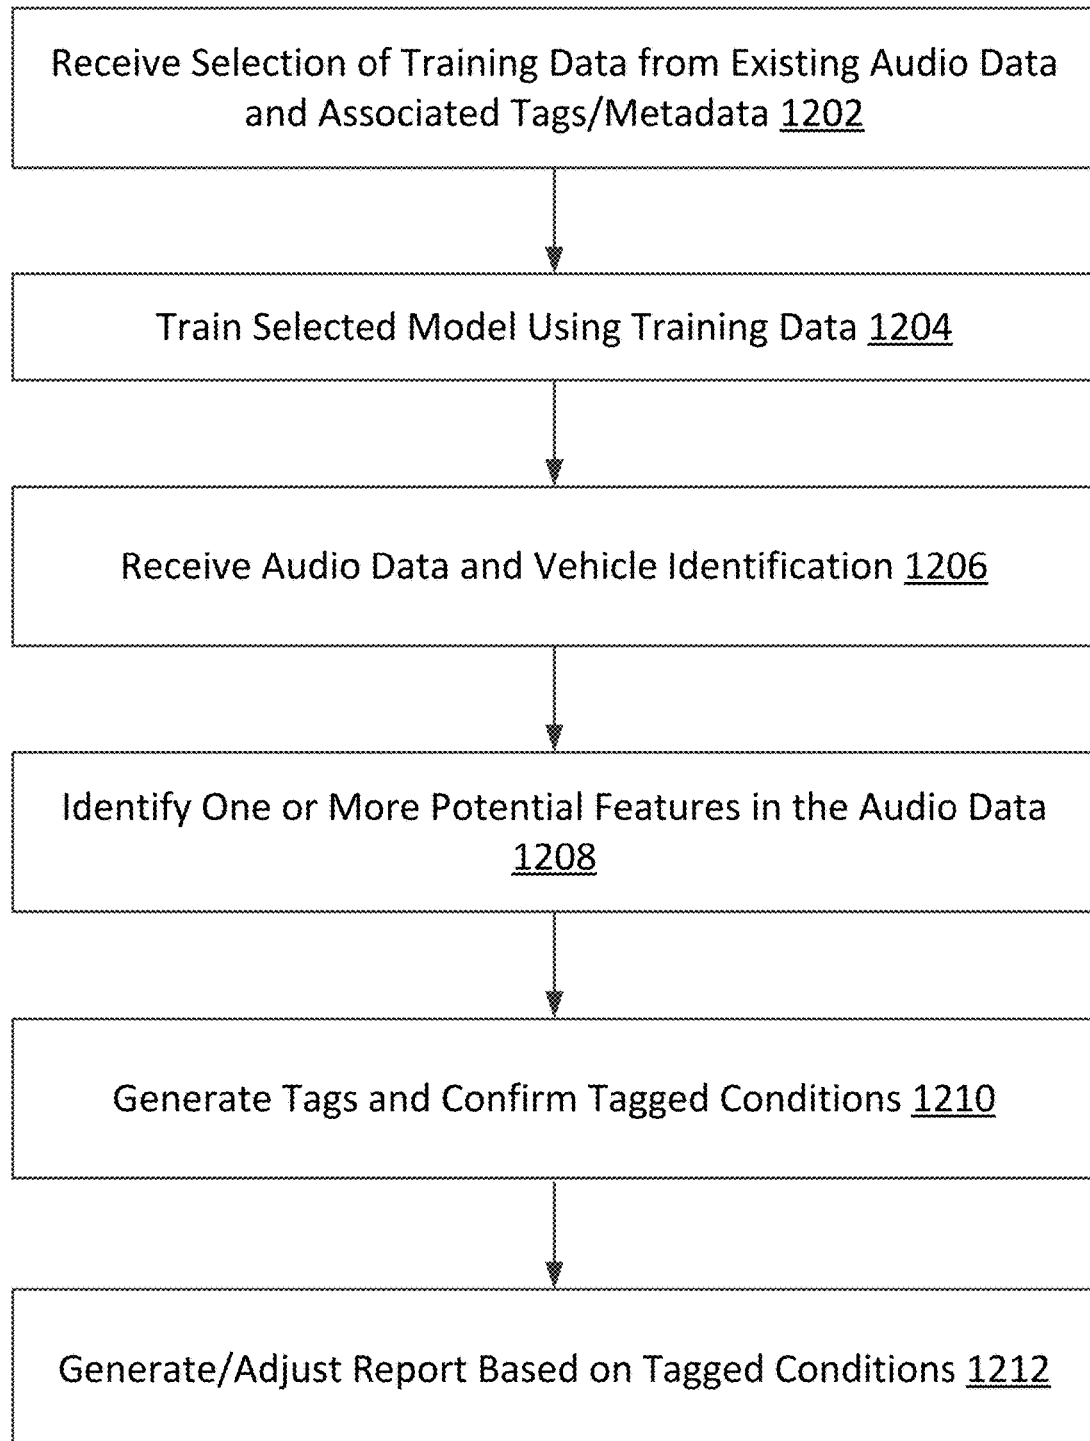 Receive Selection of Training Data from Existing Audio Data
and Associated Tags/Metadata 1202
Train Selected Model Using Training Data 1204
Receive Audio Data and Vehicle Identification 1206
Identify One or More Potential Features in the Audio Data
1208
Generate Tags and Confirm Tagged Conditions 1210
Generate/Adjust Report Based on Tagged Conditions 1212